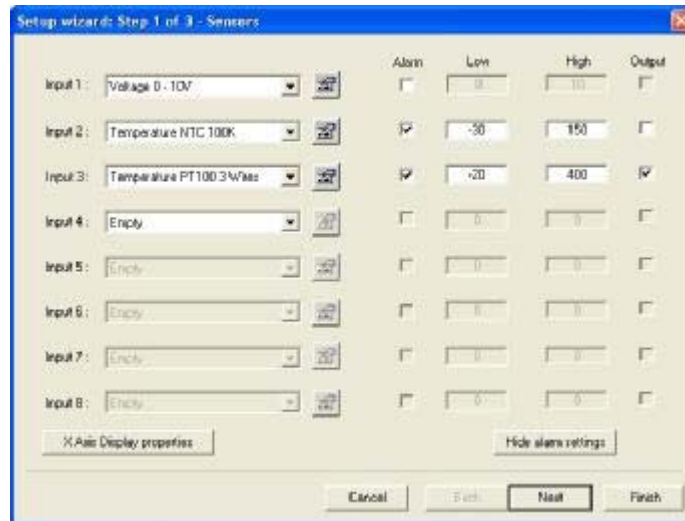 Setup wizard: Step 1 of 3 - Sensors
Alarm Low High Output
Input 1: Voltage 0 - 10V 0 10
Input 2: Temperature NTC 100K -30 150
Input 3: Temperature PT100 3 Wires -20 400
Input 4: Empty 0 0
Input 5: Empty 0 0
Input 6: Empty 0 0
Input 7: Empty 0 0
Input 8: Empty 0 0
X Axis Display properties Hide alarm settings
Cancel Back Next Finish